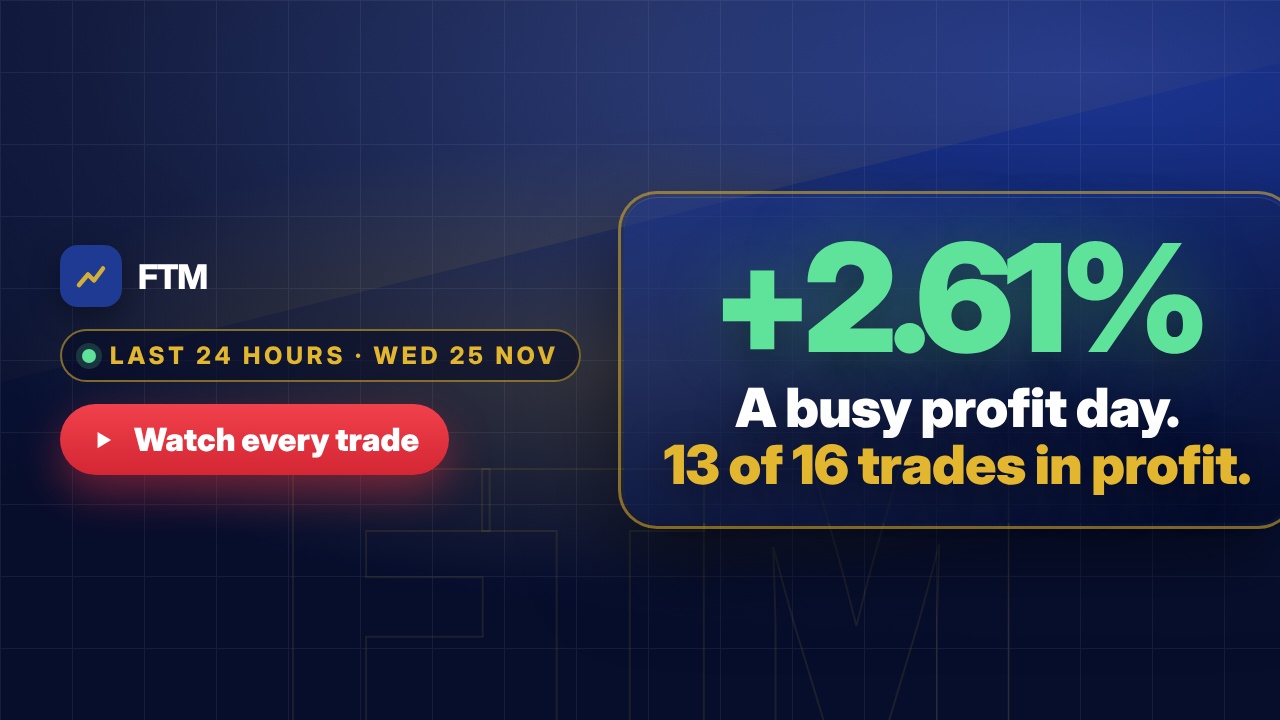 FTM
LAST 24 HOURS · WED 25 NOV
Watch every trade
+2.61%
A busy profit day.
13 of 16 trades in profit.
FTM